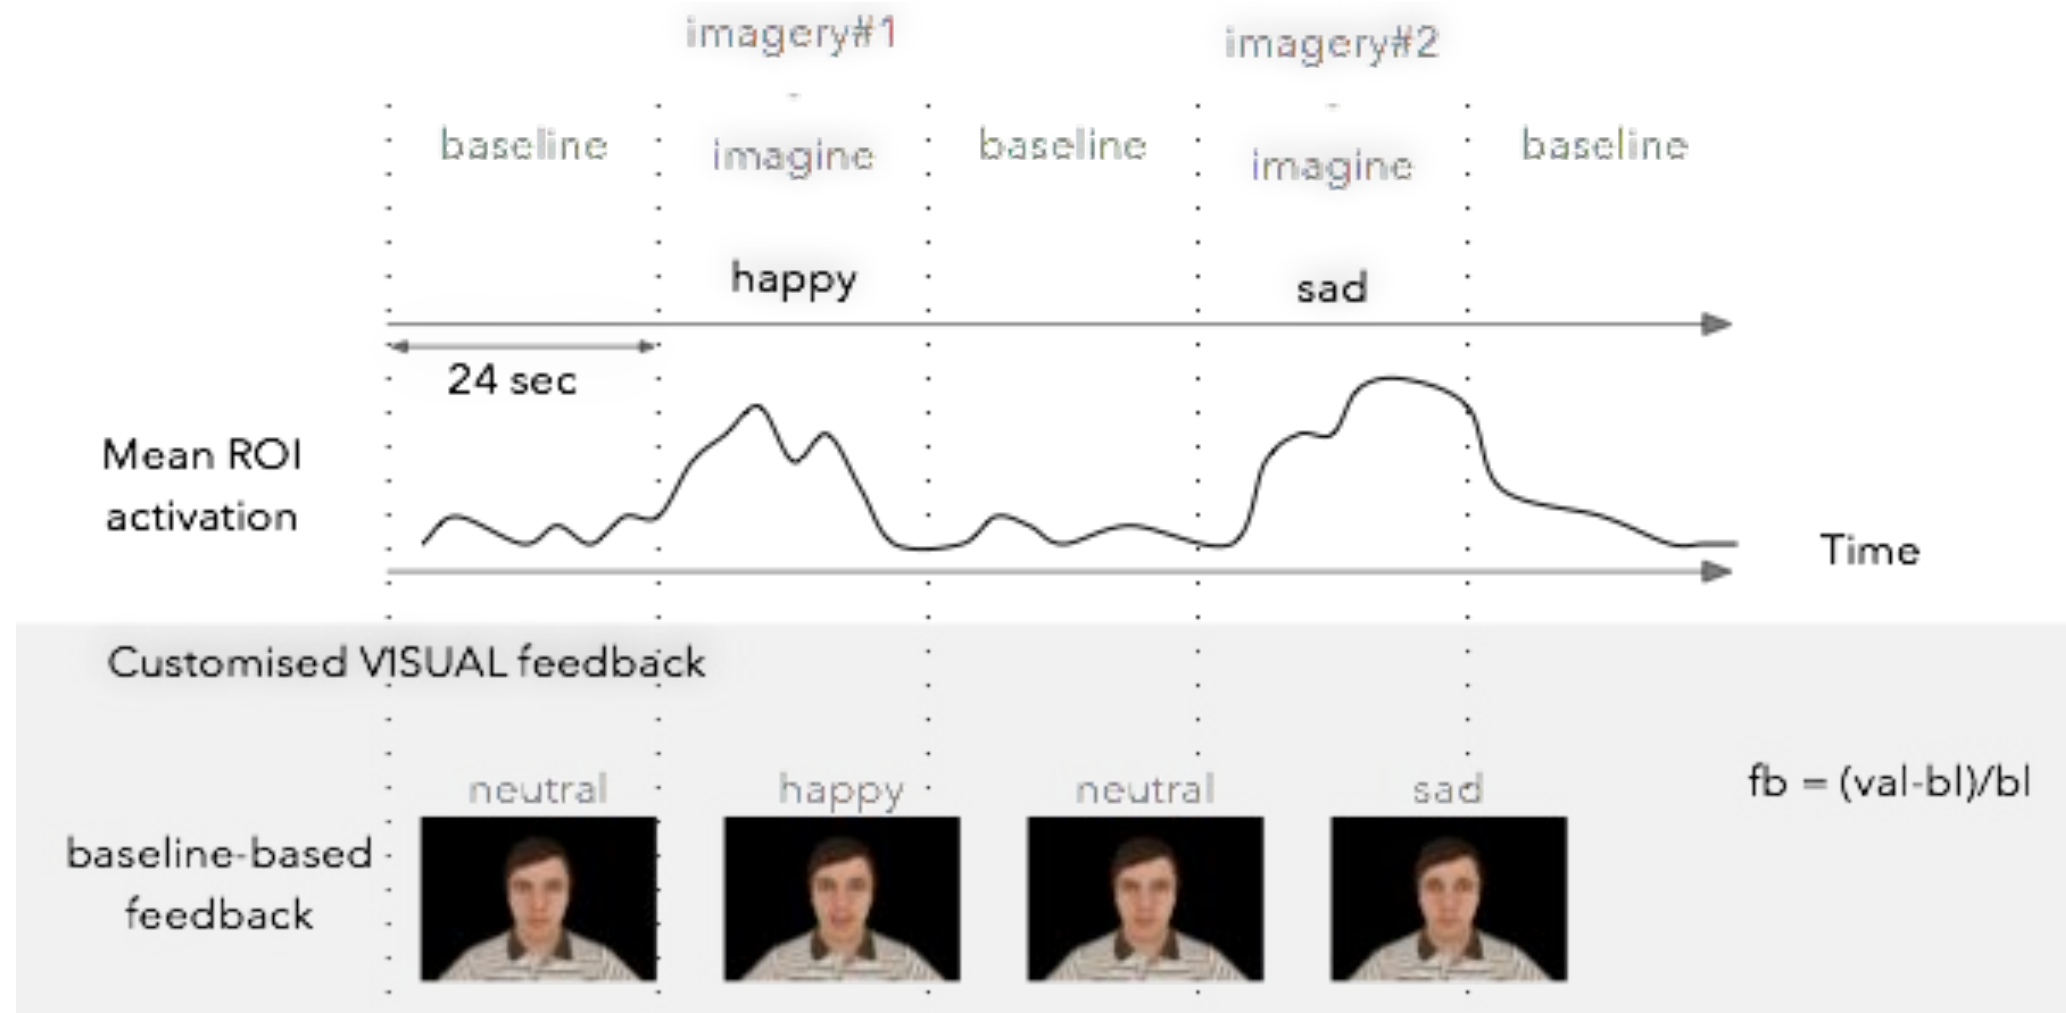 imagery#1
imagery#2
-
-
baseline
imagine
baseline
imagine
baseline
happy
sad
24 sec
Mean ROI
activation
Time
Customised VISUAL feedback
neutral
happy
neutral
sad
fb = (val-bl)/bl
baseline-based
feedback